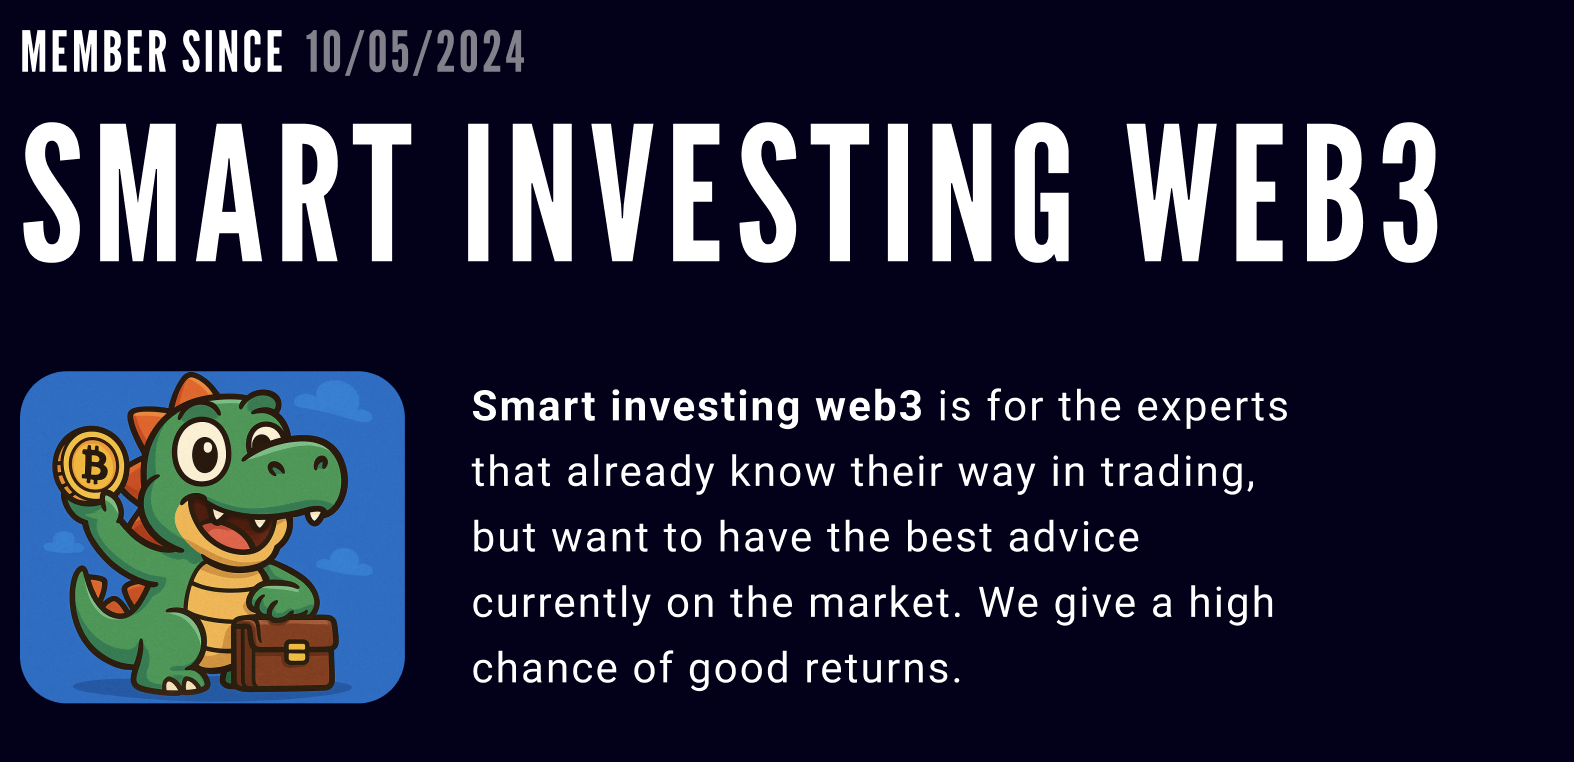 MEMBER SINCE 10/05/2024
SMART INVESTING WEB3
Smart investing web3 is for the experts
that already know their way in trading,
but want to have the best advice
currently on the market. We give a high
chance of good returns.